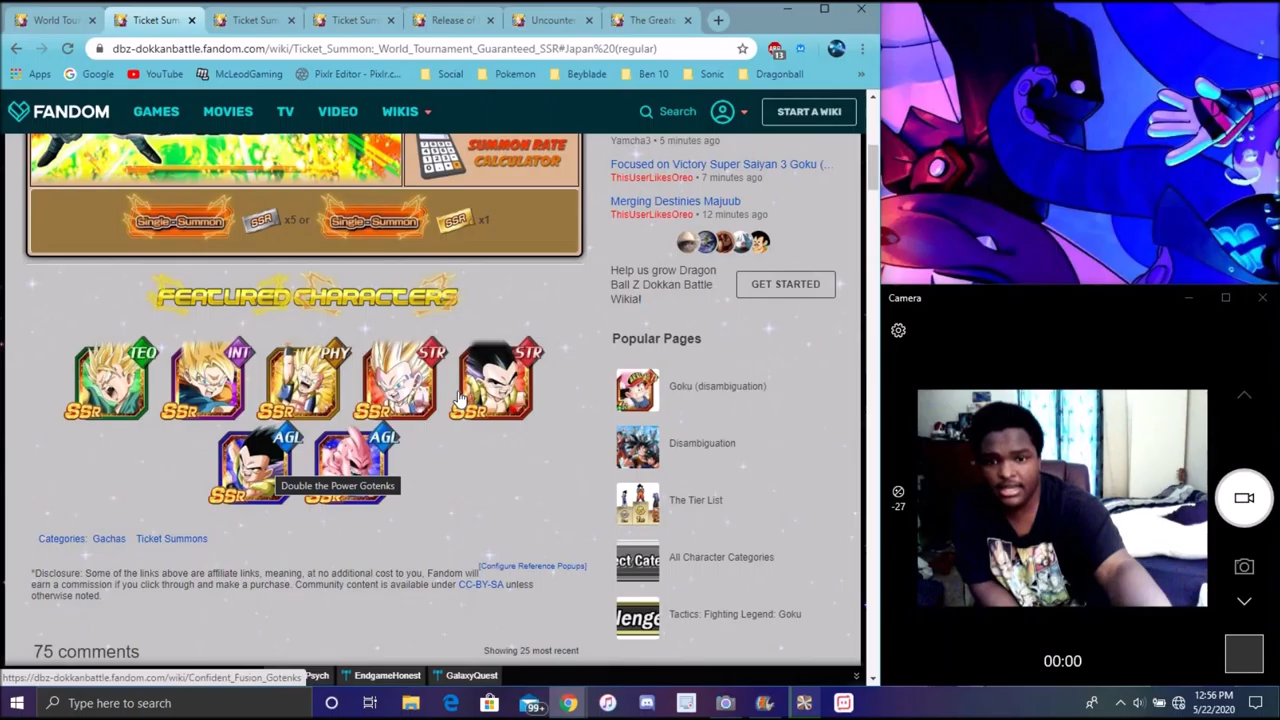 World Tour
Ticket Sum
Ticket Sum
Ticket Sum
Release of
Uncounter
The Greate
dbz-dokkanbattle.fandom.com/wiki/Ticket_Summon:_World_Tournament_Guaranteed_SSR#Japan%20(regular)
13
Apps
Google
YouTube
McLeodGaming
Pixlr Editor - Pixlr.c...
Social
Pokemon
Beyblade
Ben 10
Sonic
Dragonball
FANDOM
GAMES
MOVIES
TV
VIDEO
WIKIS
Search
START A WIKI
SUMMON RATE
CALCULATOR
Single-Summon SSR x5 or Single-Summon SSR x1
FEATURED CHARACTERS
TEQ INT PHY STR STR
SSR SSR SSR SSR SSR
AGL AGL
SSR
Double the Power Gotenks
Categories: Gachas Ticket Summons
[Configure Reference Popups]
*Disclosure: Some of the links above are affiliate links, meaning, at no additional cost to you, Fandom will
earn a commission if you click through and make a purchase. Community content is available under CC-BY-SA unless
otherwise noted.
75 comments
Showing 25 most recent
https://dbz-dokkanbattle.fandom.com/wiki/Confident_Fusion_Gotenks
Psych
EndgameHonest
GalaxyQuest
Yamcha3 • 5 minutes ago
Focused on Victory Super Saiyan 3 Goku (…
ThisUserLikesOreo • 7 minutes ago
Merging Destinies Majuub
ThisUserLikesOreo • 12 minutes ago
Help us grow Dragon
Ball Z Dokkan Battle
Wikia!
GET STARTED
Popular Pages
Goku (disambiguation)
Disambiguation
The Tier List
All Character Categories
Tactics: Fighting Legend: Goku
Camera
-27
00:00
Type here to search
99+
12:56 PM
5/22/2020